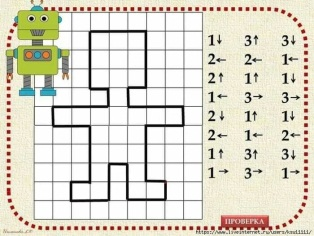 1↓ 3↑ 3↓
2← 2← 1←
2↑ 1↑ 1↓
1← 3→ 3→
2↓ 1↑ 1↓
2← 1← 2←
1↑ 3↑ 3↓
1→ 3→ 1→
ПРОВЕРКА